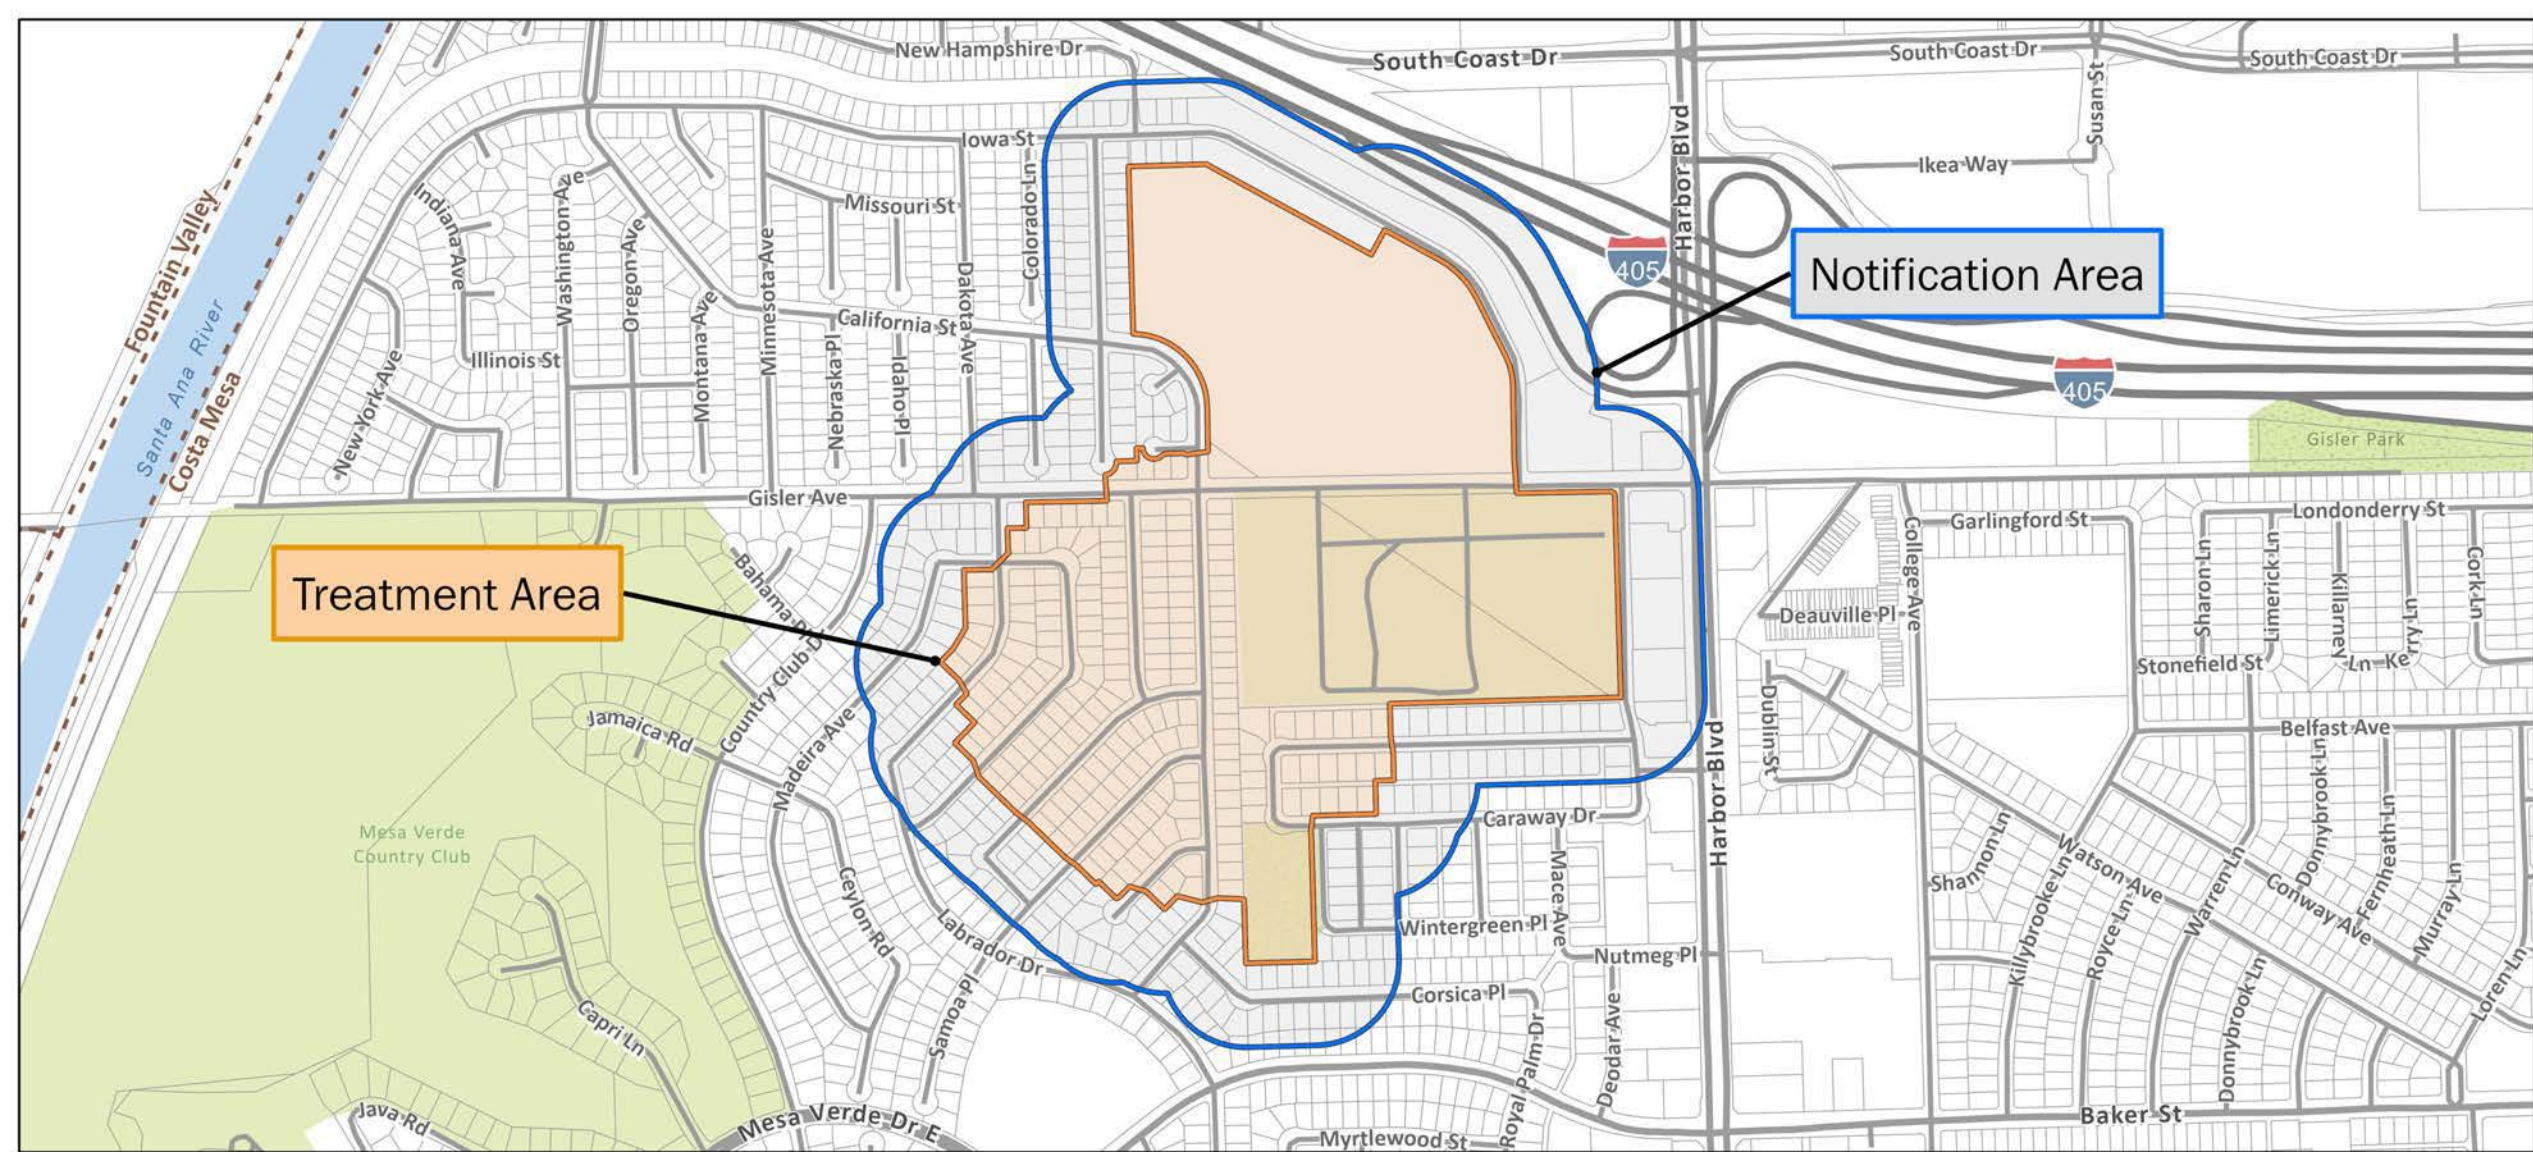 New Hampshire Dr
South Coast Dr
South Coast Dr
South Coast Dr
Susan St
Harbor Blvd
Iowa St
Ikea Way
Colorado Ln
Missouri St
Indiana Ave
Washington Ave
Oregon Ave
Minnesota Ave
Dakota Ave
Fountain Valley
Santa Ana River
Costa Mesa
405
Notification Area
Montana Ave
California St
Nebraska Pl
Idaho Pl
Illinois St
New York Ave
405
Gisler Park
Gisler Ave
Londonderry St
Garlingford St
College Ave
Sharon Ln
Limerick Ln
Killarney Ln
Kerry Ln
Cork Ln
Treatment Area
Bahama Pl
Country Club Dr
Deauville Pl
Stonefield St
Jamaica Rd
Madeira Ave
Dublin St
Belfast Ave
Harbor Blvd
Donnybrook Ln
Fernheath Ln
Caraway Dr
Mesa Verde
Country Club
Mace Ave
Shannon Ln
Watson Ave
Killybrooke Ln
Royce Ln
Warren Ln
Conway Ave
Murray Ln
Ceylon Rd
Labrador Dr
Wintergreen Pl
Nutmeg Pl
Loren Ln
Corsica Pl
Samoa Pl
Capri Ln
Royal Palm Dr
Deodar Ave
Donnybrook Ln
Java Rd
Mesa Verde Dr E
Myrtlewood St
Baker St